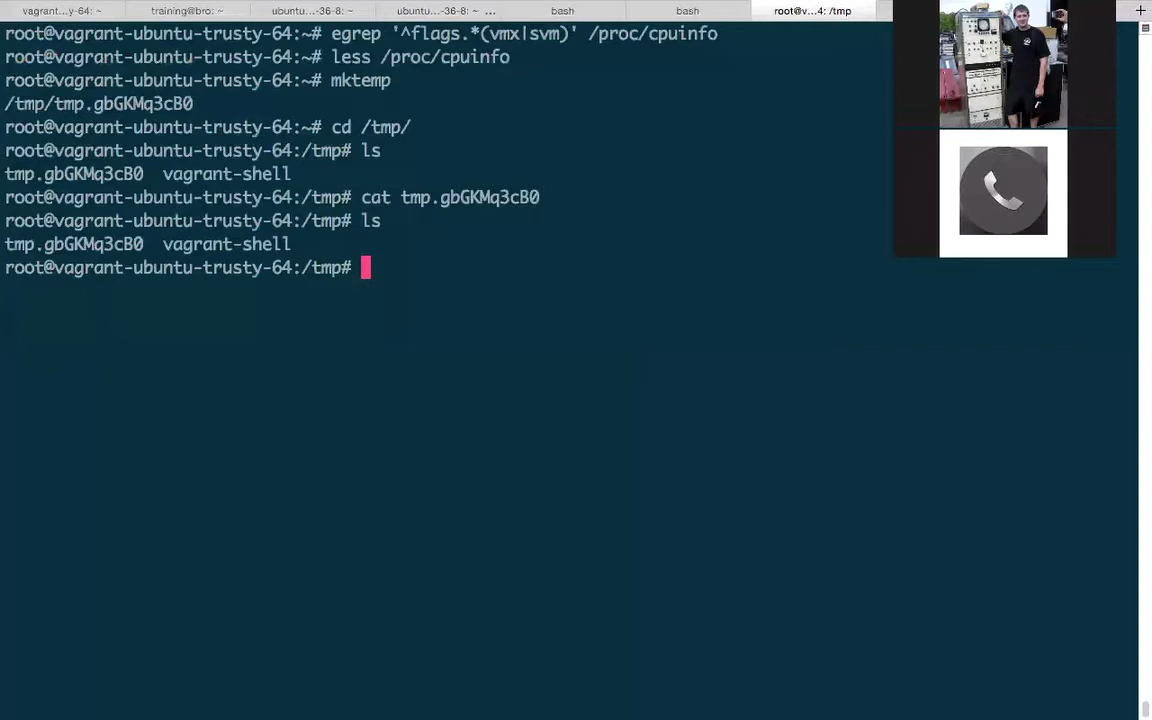 vagrant...y-64: ~
training@bro: ~
ubuntu...-36-8: ~
ubuntu...-36-8: ~ ...
bash
bash
root@v...4: /tmp
root@vagrant-ubuntu-trusty-64:~# egrep '^flags.*(vmx|svm)' /proc/cpuinfo
root@vagrant-ubuntu-trusty-64:~# less /proc/cpuinfo
root@vagrant-ubuntu-trusty-64:~# mktemp
/tmp/tmp.gbGKMq3cB0
root@vagrant-ubuntu-trusty-64:~# cd /tmp/
root@vagrant-ubuntu-trusty-64:/tmp# ls
tmp.gbGKMq3cB0  vagrant-shell
root@vagrant-ubuntu-trusty-64:/tmp# cat tmp.gbGKMq3cB0
root@vagrant-ubuntu-trusty-64:/tmp# ls
tmp.gbGKMq3cB0  vagrant-shell
root@vagrant-ubuntu-trusty-64:/tmp#